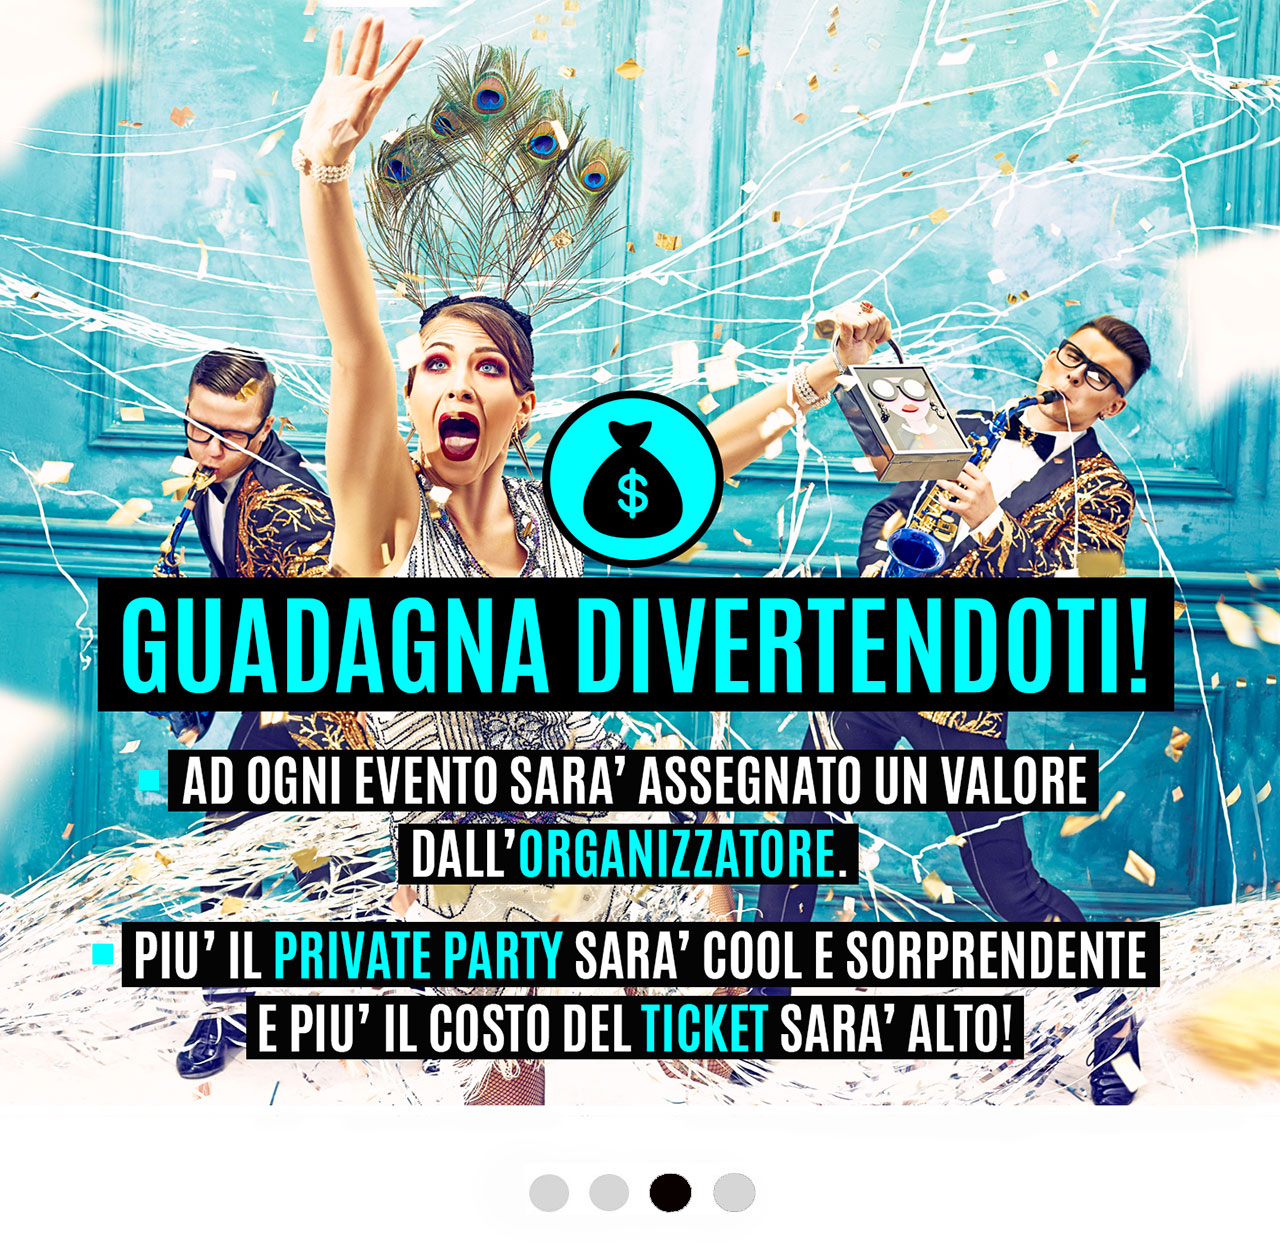 $
GUADAGNA DIVERTENDOTI!
AD OGNI EVENTO SARA’ ASSEGNATO UN VALORE
DALL’ORGANIZZATORE.
PIU’ IL PRIVATE PARTY SARA’ COOL E SORPRENDENTE
E PIU’ IL COSTO DEL TICKET SARA’ ALTO!